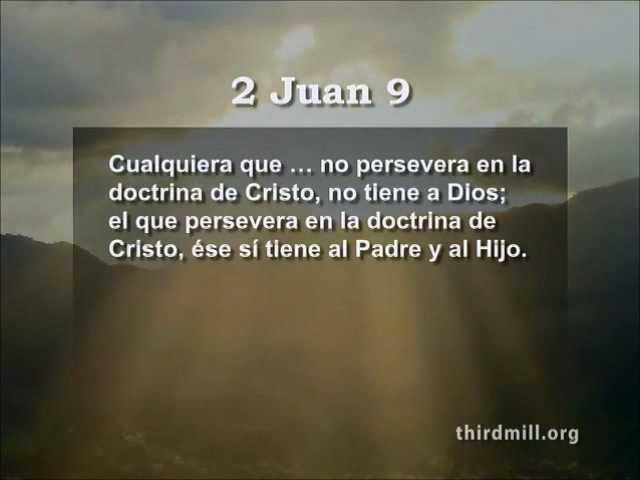 2 Juan 9
Cualquiera que … no persevera en la
doctrina de Cristo, no tiene a Dios;
el que persevera en la doctrina de
Cristo, ése sí tiene al Padre y al Hijo.
thirdmill.org